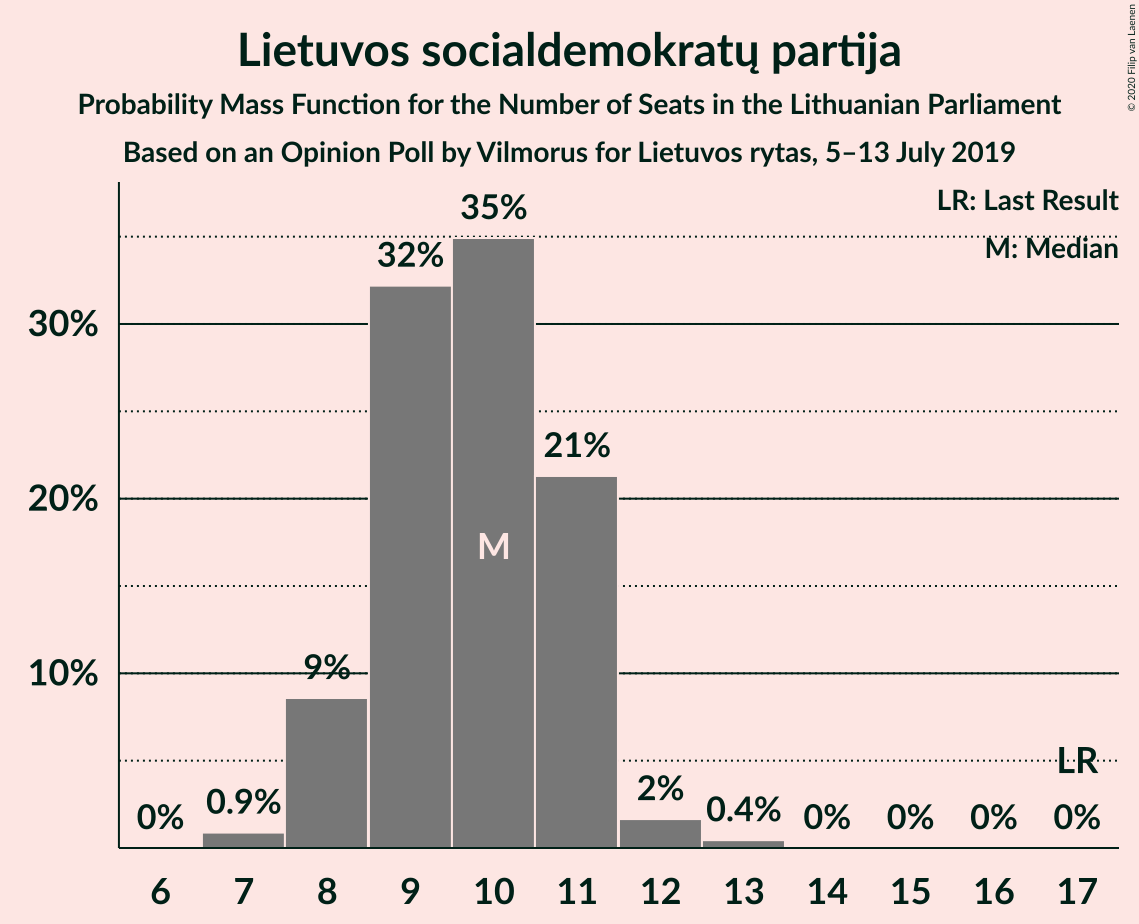 Lietuvos socialdemokratų partija
Probability Mass Function for the Number of Seats in the Lithuanian Parliament
Based on an Opinion Poll by Vilmorus for Lietuvos rytas, 5–13 July 2019
© 2020 Filip van Laenen
LR: Last Result
M: Median
35%
32%
30%
21%
20%
M
10%
9%
LR
0%
0.9%
2%
0.4%
0%
0%
0%
0%
6 7 8 9 10 11 12 13 14 15 16 17